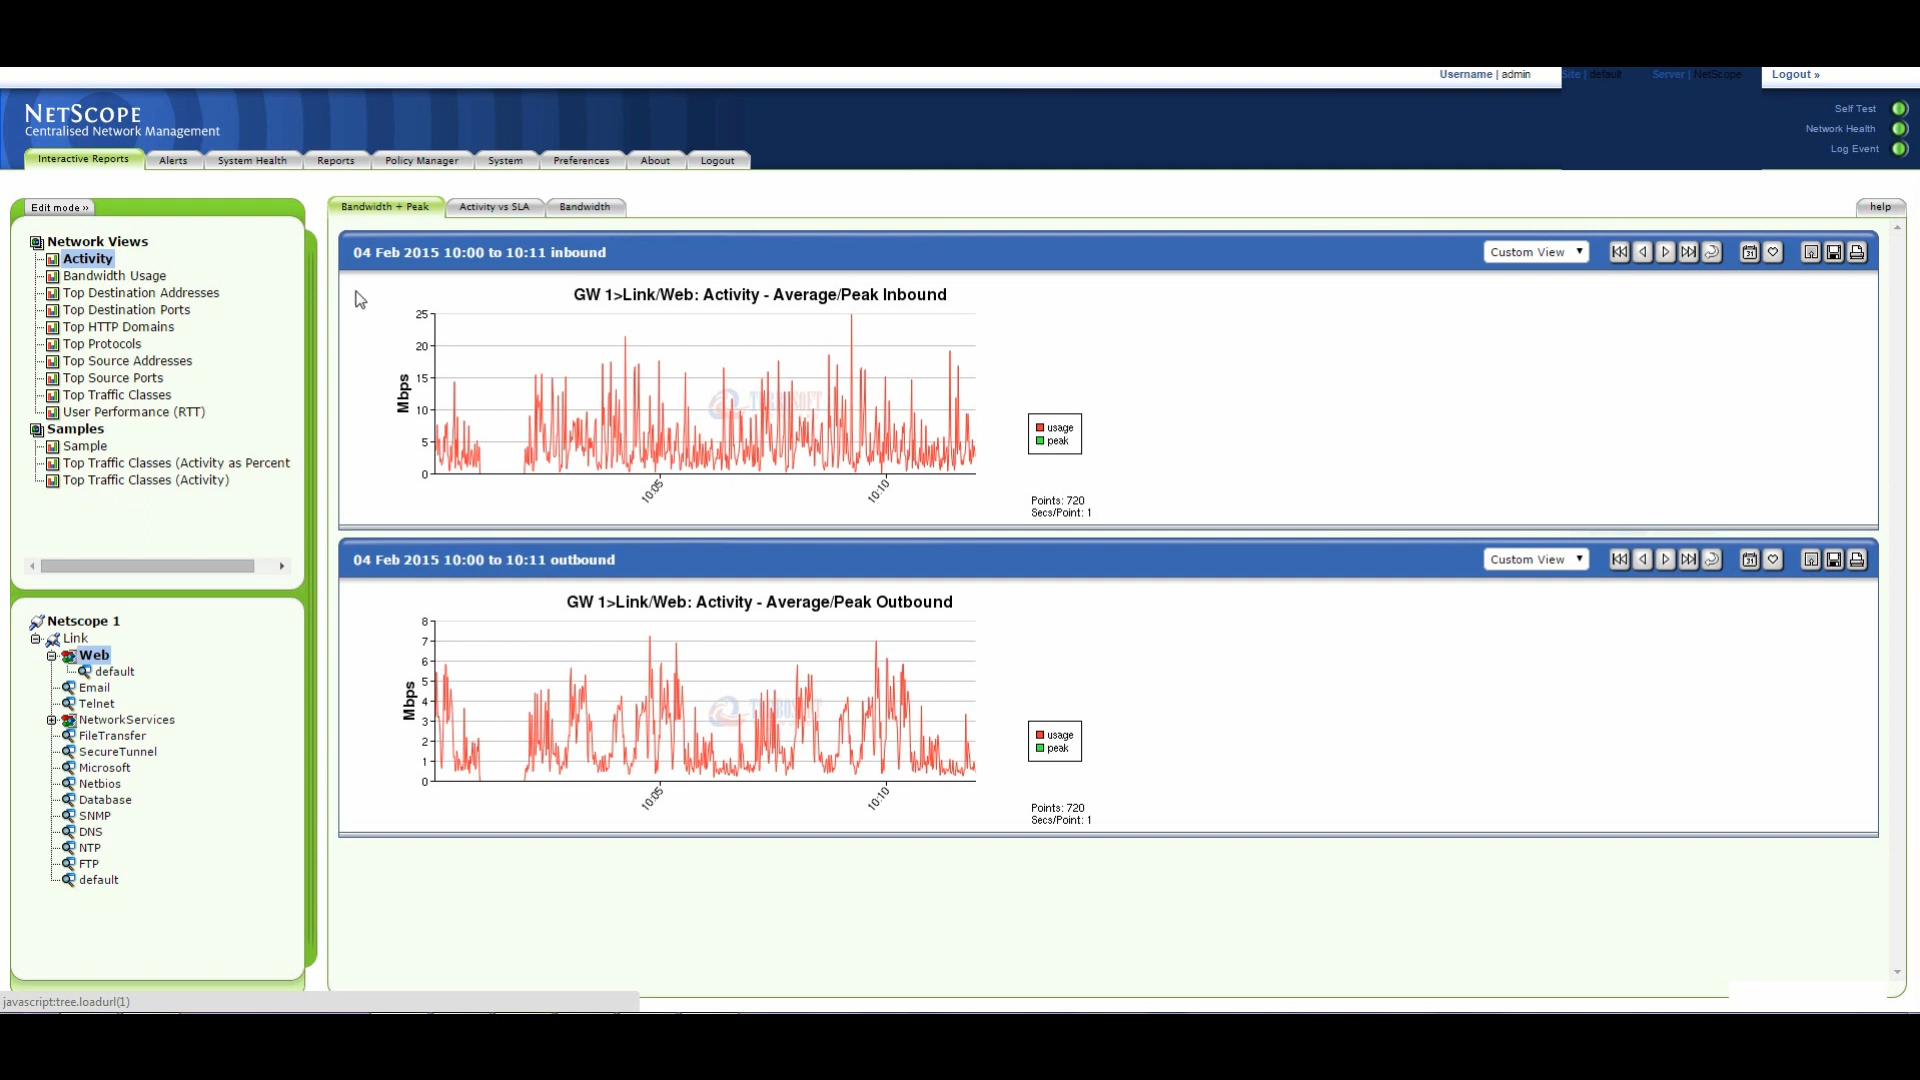 Username | admin
Site | default
Server | NetScope
Logout »
NETSCOPE
Centralised Network Management
Self Test
Network Health
Log Event
Interactive Reports
Alerts
System Health
Reports
Policy Manager
System
Preferences
About
Logout
Edit mode »
Network Views
Activity
Bandwidth Usage
Top Destination Addresses
Top Destination Ports
Top HTTP Domains
Top Protocols
Top Source Addresses
Top Source Ports
Top Traffic Classes
User Performance (RTT)
Samples
Sample
Top Traffic Classes (Activity as Percent
Top Traffic Classes (Activity)
Netscope 1
Link
Web
default
Email
Telnet
NetworkServices
FileTransfer
SecureTunnel
Microsoft
Netbios
Database
SNMP
DNS
NTP
FTP
default
javascript:tree.loadurl(1)
Bandwidth + Peak
Activity vs SLA
Bandwidth
help
04 Feb 2015 10:00 to 10:11 inbound
Custom View
GW 1>Link/Web: Activity - Average/Peak Inbound
25
20
15
10
5
0
Mbps
10:05
10:10
usage
peak
Points: 720
Secs/Point: 1
04 Feb 2015 10:00 to 10:11 outbound
Custom View
GW 1>Link/Web: Activity - Average/Peak Outbound
8
7
6
5
4
3
2
1
0
Mbps
10:05
10:10
usage
peak
Points: 720
Secs/Point: 1